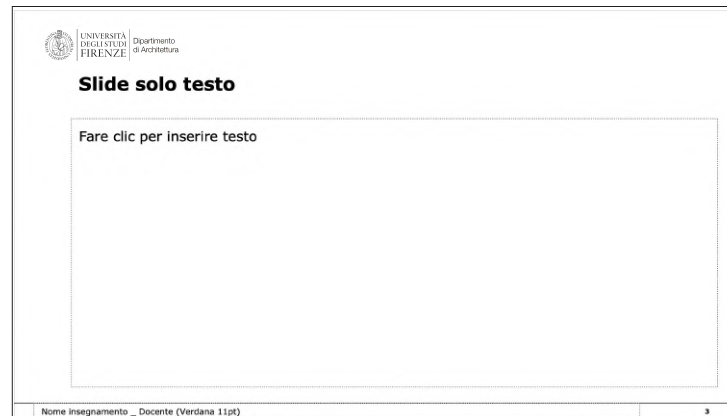 UNIVERSITÀ
DEGLI STUDI
FIRENZE
Dipartimento
di Architettura
Slide solo testo
Fare clic per inserire testo
Nome insegnamento _ Docente (Verdana 11pt)
3